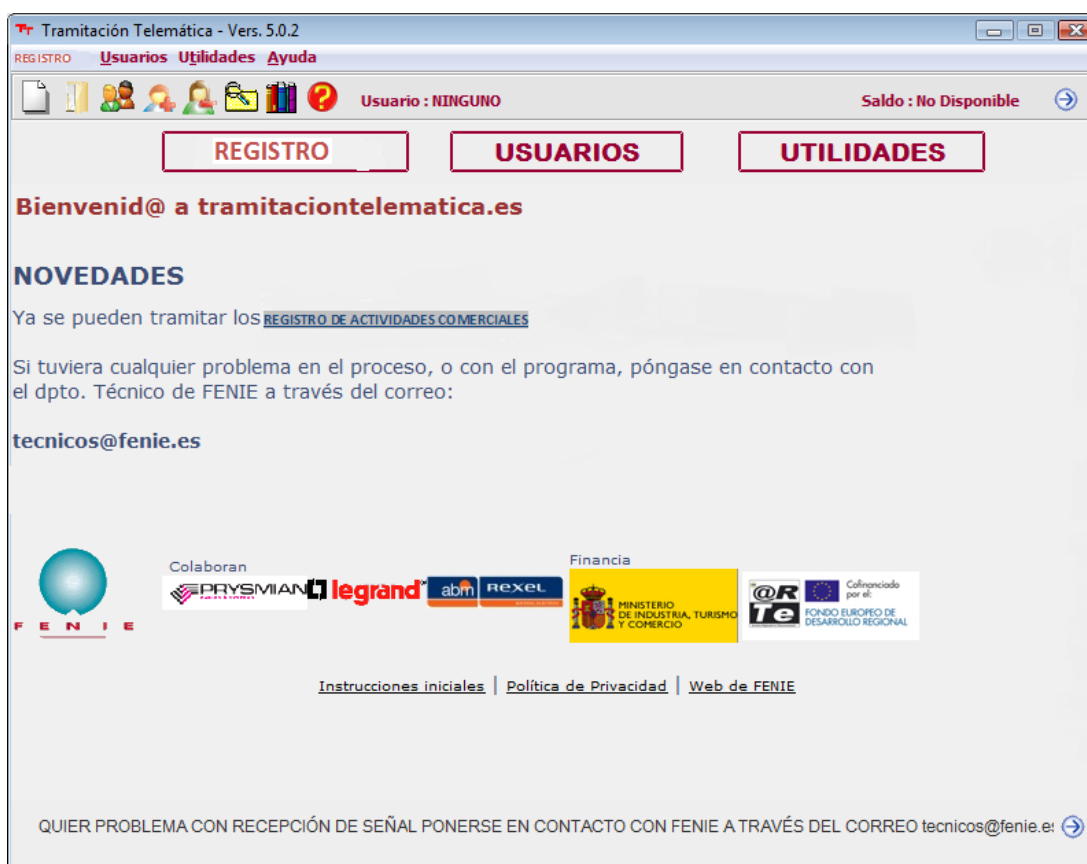 Tramitación Telemática - Vers. 5.0.2
REGISTRO Usuarios Utilidades Ayuda
Usuario : NINGUNO Saldo : No Disponible
REGISTRO USUARIOS UTILIDADES
Bienvenid@ a tramitaciontelematica.es
NOVEDADES
Ya se pueden tramitar los REGISTRO DE ACTIVIDADES COMERCIALES
Si tuviera cualquier problema en el proceso, o con el programa, póngase en contacto con
el dpto. Técnico de FENIE a través del correo:
tecnicos@fenie.es
Colaboran
Financia
PRYSMIAN
legrand
abm REXEL
MINISTERIO
DE INDUSTRIA, TURISMO
Y COMERCIO
@RTe
Cofinanciado
por el:
FONDO EUROPEO DE
DESARROLLO REGIONAL
FENIE
Instrucciones iniciales | Política de Privacidad | Web de FENIE
QUIER PROBLEMA CON RECEPCIÓN DE SEÑAL PONERSE EN CONTACTO CON FENIE A TRAVÉS DEL CORREO tecnicos@fenie.e